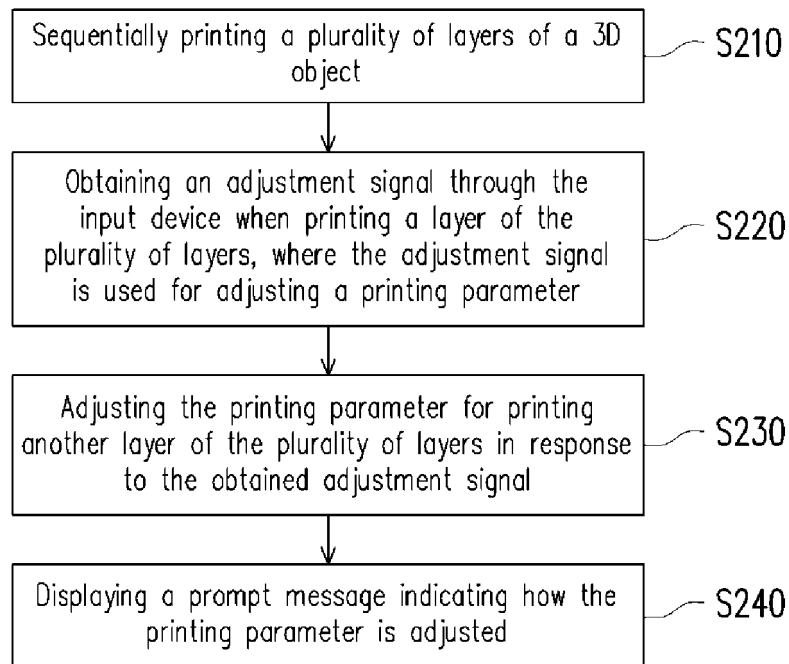 Sequentially printing a plurality of layers of a 3D
object
S210
Obtaining an adjustment signal through the
input device when printing a layer of the
plurality of layers, where the adjustment signal
is used for adjusting a printing parameter
S220
Adjusting the printing parameter for printing
another layer of the plurality of layers in response
to the obtained adjustment signal
S230
Displaying a prompt message indicating how the
printing parameter is adjusted
S240